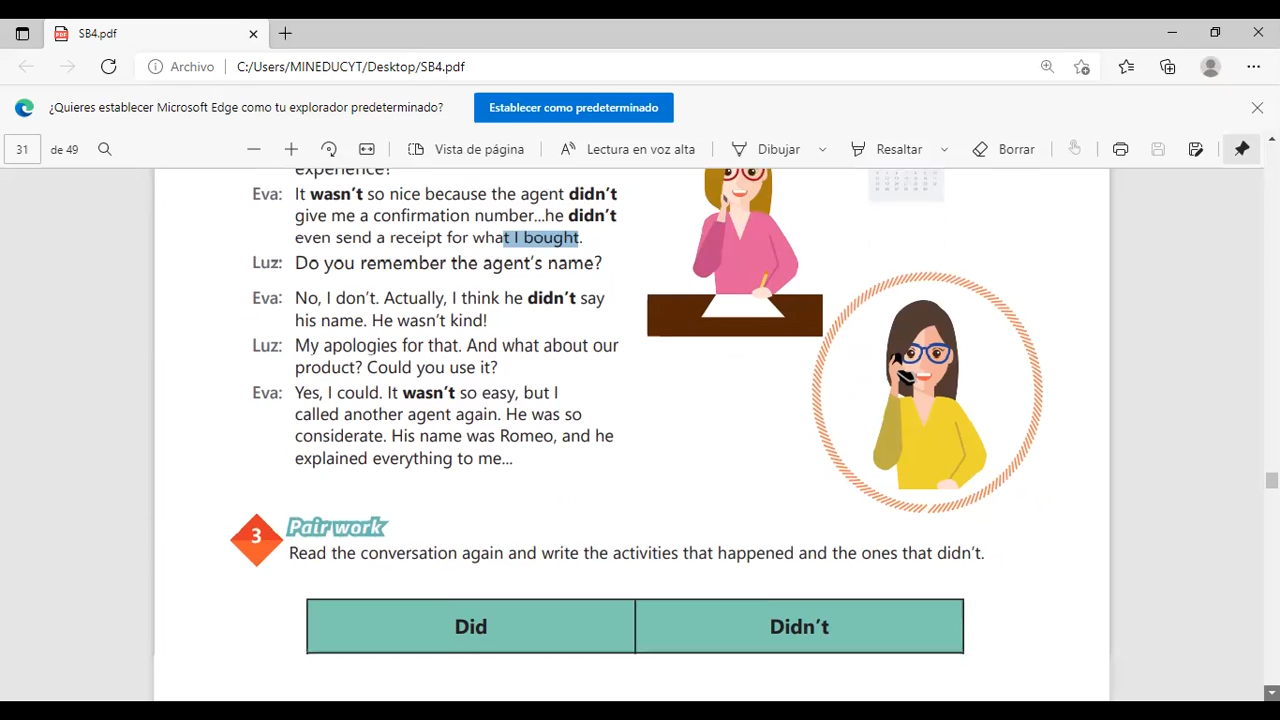 SB4.pdf
Archivo C:/Users/MINEDUCYT/Desktop/SB4.pdf
¿Quieres establecer Microsoft Edge como tu explorador predeterminado? Establecer como predeterminado
31 de 49 Vista de página Lectura en voz alta Dibujar Resaltar Borrar
experience?
Eva: It wasn't so nice because the agent didn't
give me a confirmation number...he didn't
even send a receipt for what I bought.
Luz: Do you remember the agent's name?
Eva: No, I don't. Actually, I think he didn't say
his name. He wasn't kind!
Luz: My apologies for that. And what about our
product? Could you use it?
Eva: Yes, I could. It wasn't so easy, but I
called another agent again. He was so
considerate. His name was Romeo, and he
explained everything to me...
3 Pair work
Read the conversation again and write the activities that happened and the ones that didn't.
Did Didn't